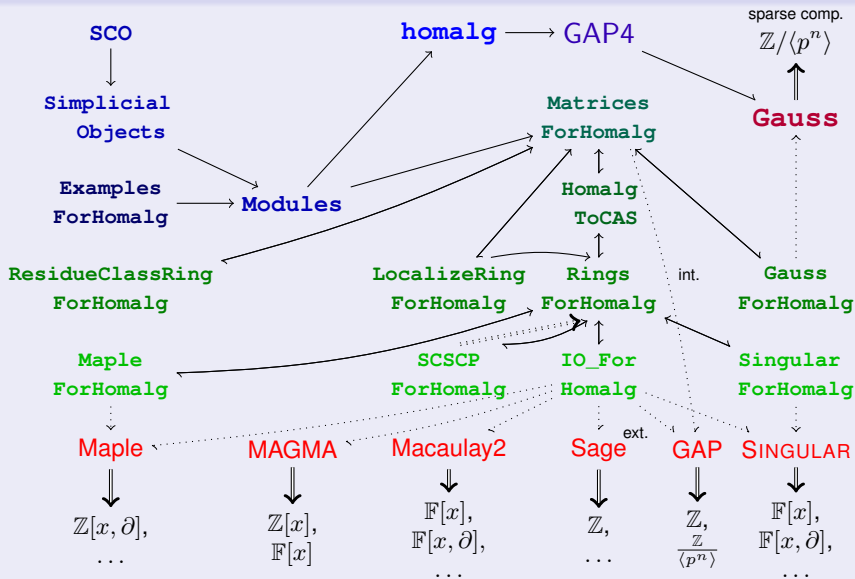 sparse comp.
SCO
homalg
GAP4
ℤ/⟨pⁿ⟩
Simplicial
Objects
Matrices
ForHomalg
Gauss
Examples
ForHomalg
Modules
Homalg
ToCAS
int.
ResidueClassRing
ForHomalg
LocalizeRing
ForHomalg
Rings
ForHomalg
Gauss
ForHomalg
Maple
ForHomalg
SCSCP
ForHomalg
IO_For
Homalg
Singular
ForHomalg
ext.
Maple
MAGMA
Macaulay2
Sage
GAP
SINGULAR
ℤ[x, ∂],
...
ℤ[x],
𝔽[x]
𝔽[x],
𝔽[x, ∂],
...
ℤ,
...
ℤ,
ℤ/⟨pⁿ⟩
𝔽[x],
𝔽[x, ∂],
...